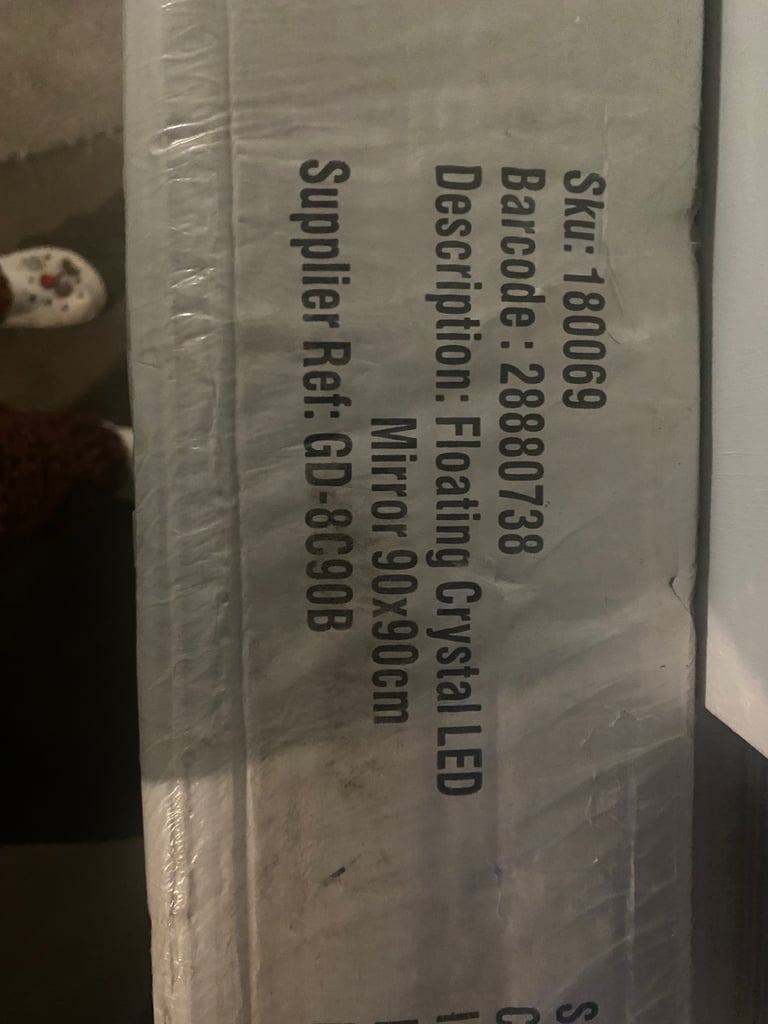 Sku: 180069
Barcode : 28880738
Description: Floating Crystal LED
Mirror 90x90cm
Supplier Ref: GD-8C90B